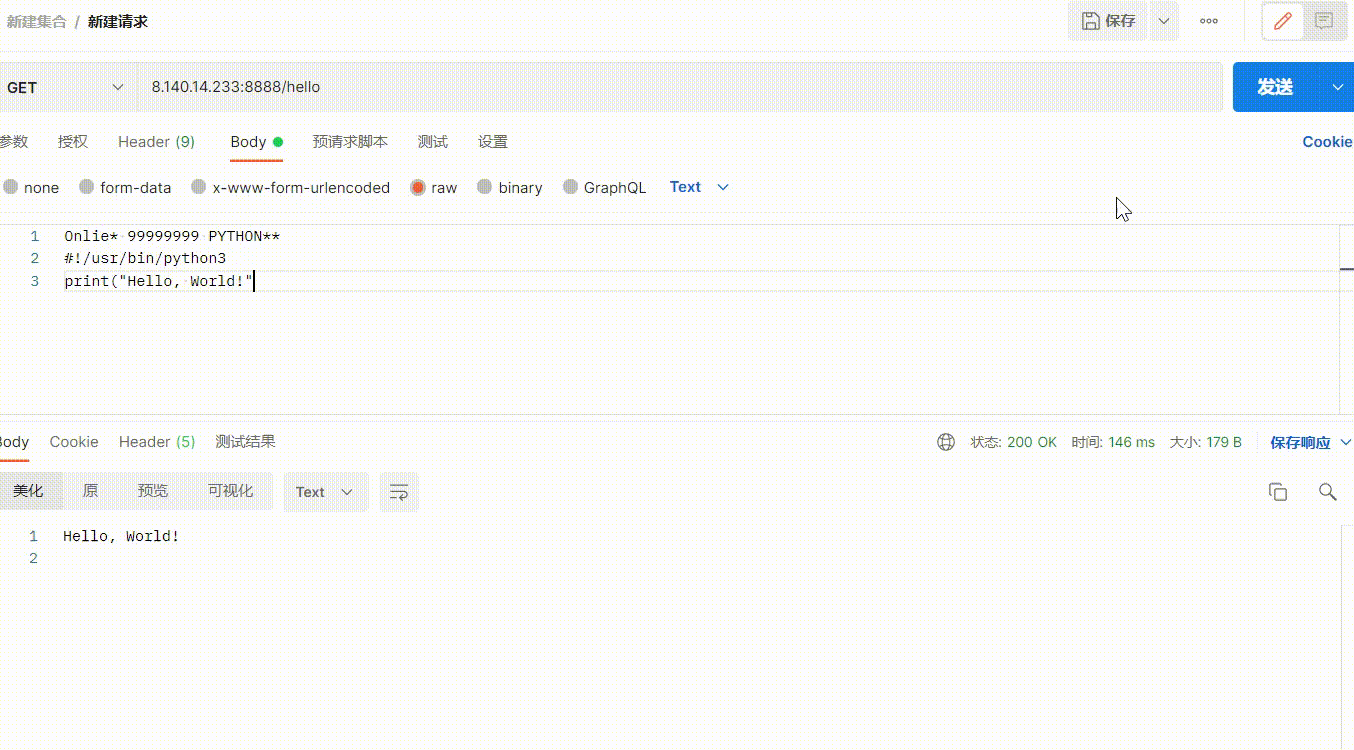 新建集合 / 新建请求
保存
GET 8.140.14.233:8888/hello 发送
参数 授权 Header (9) Body 预请求脚本 测试 设置 Cookie
none form-data x-www-form-urlencoded raw binary GraphQL Text
1 Onlie* 99999999 PYTHON**
2 #!/usr/bin/python3
3 print("Hello, World!"
Body Cookie Header (5) 测试结果 状态: 200 OK 时间: 146 ms 大小: 179 B 保存响应
美化 原 预览 可视化 Text
1 Hello, World!
2